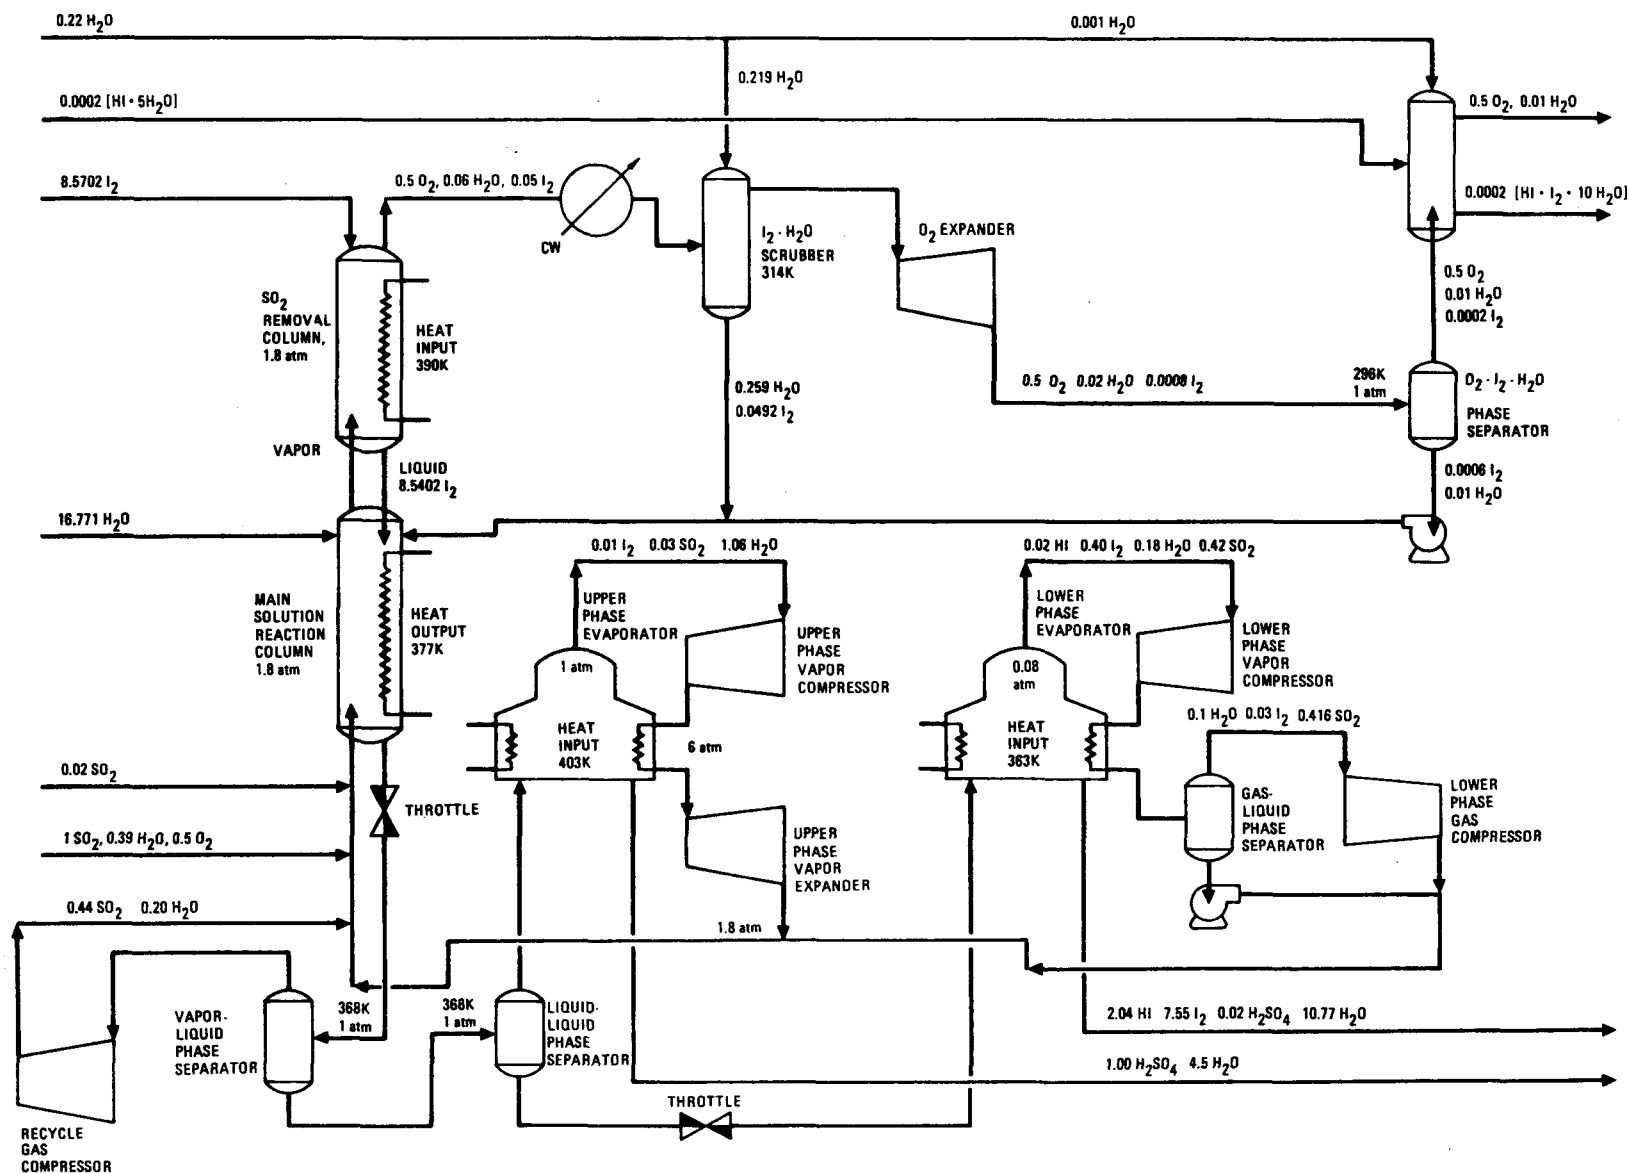 0.22 H₂O
0.001 H₂O
0.219 H₂O
0.0002 [HI · 5H₂O]
0.5 O₂, 0.01 H₂O
8.5702 I₂
0.5 O₂, 0.06 H₂O, 0.05 I₂
0.0002 [HI · I₂ · 10 H₂O]
CW
I₂ · H₂O
SCRUBBER
314K
O₂ EXPANDER
0.5 O₂
0.01 H₂O
0.0002 I₂
SO₂
REMOVAL
COLUMN,
1.8 atm
HEAT
INPUT
390K
0.259 H₂O
0.0492 I₂
0.5 O₂ 0.02 H₂O 0.0008 I₂
296K
1 atm
O₂ · I₂ · H₂O
PHASE
SEPARATOR
VAPOR
LIQUID
8.5402 I₂
0.0006 I₂
0.01 H₂O
16.771 H₂O
0.01 I₂ 0.03 SO₂ 1.06 H₂O
0.02 HI 0.40 I₂ 0.18 H₂O 0.42 SO₂
MAIN
SOLUTION
REACTION
COLUMN
1.8 atm
HEAT
OUTPUT
377K
UPPER
PHASE
EVAPORATOR
1 atm
UPPER
PHASE
VAPOR
COMPRESSOR
LOWER
PHASE
EVAPORATOR
0.08
atm
LOWER
PHASE
VAPOR
COMPRESSOR
HEAT
INPUT
403K
6 atm
HEAT
INPUT
363K
0.1 H₂O 0.03 I₂ 0.416 SO₂
0.02 SO₂
THROTTLE
GAS-
LIQUID
PHASE
SEPARATOR
LOWER
PHASE
GAS
COMPRESSOR
1 SO₂, 0.39 H₂O, 0.5 O₂
UPPER
PHASE
VAPOR
EXPANDER
0.44 SO₂ 0.20 H₂O
1.8 atm
VAPOR-
LIQUID
PHASE
SEPARATOR
368K
1 atm
368K
1 atm
LIQUID-
LIQUID
PHASE
SEPARATOR
2.04 HI 7.55 I₂ 0.02 H₂SO₄ 10.77 H₂O
1.00 H₂SO₄ 4.5 H₂O
THROTTLE
RECYCLE
GAS
COMPRESSOR